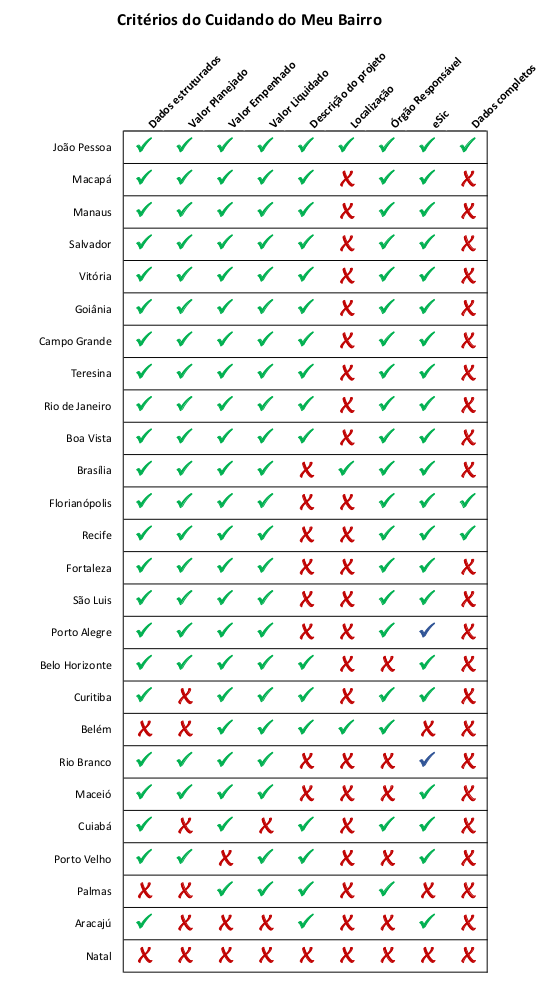 Critérios do Cuidando do Meu Bairro
Dados estruturados
Valor Planejado
Valor Empenhado
Valor Liquidado
Descrição do projeto
Localização
Órgão Responsável
eSic
Dados completos
João Pessoa
Macapá
Manaus
Salvador
Vitória
Goiânia
Campo Grande
Teresina
Rio de Janeiro
Boa Vista
Brasília
Florianópolis
Recife
Fortaleza
São Luis
Porto Alegre
Belo Horizonte
Curitiba
Belém
Rio Branco
Maceió
Cuiabá
Porto Velho
Palmas
Aracajú
Natal